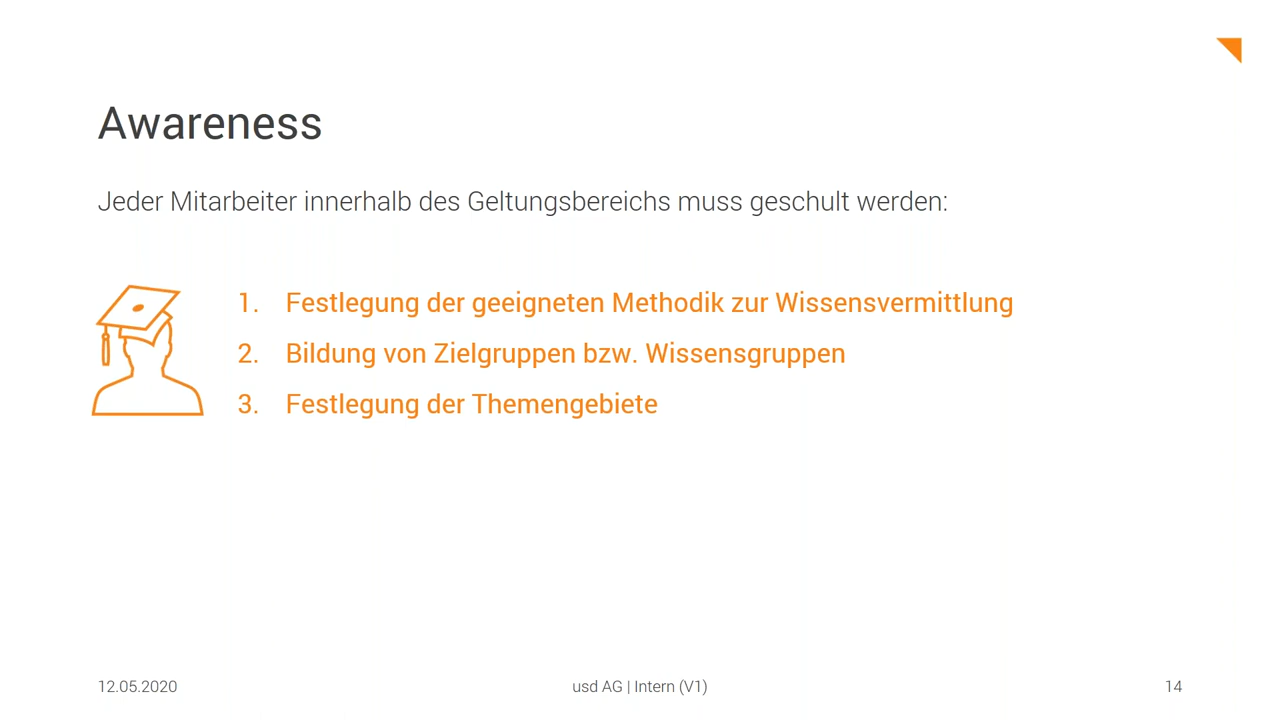 Awareness
Jeder Mitarbeiter innerhalb des Geltungsbereichs muss geschult werden:
1. Festlegung der geeigneten Methodik zur Wissensvermittlung
2. Bildung von Zielgruppen bzw. Wissensgruppen
3. Festlegung der Themengebiete
12.05.2020 usd AG | Intern (V1) 14